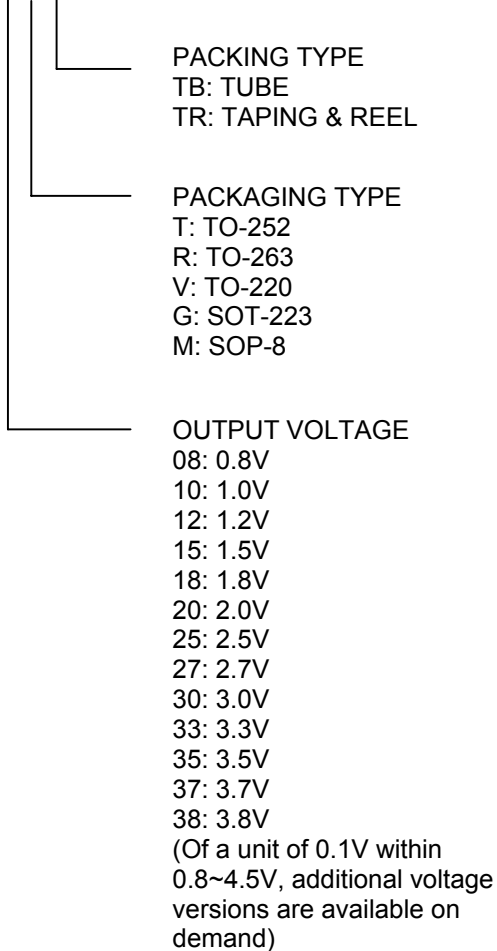 PACKING TYPE
TB: TUBE
TR: TAPING & REEL
PACKAGING TYPE
T: TO-252
R: TO-263
V: TO-220
G: SOT-223
M: SOP-8
OUTPUT VOLTAGE
08: 0.8V
10: 1.0V
12: 1.2V
15: 1.5V
18: 1.8V
20: 2.0V
25: 2.5V
27: 2.7V
30: 3.0V
33: 3.3V
35: 3.5V
37: 3.7V
38: 3.8V
(Of a unit of 0.1V within
0.8~4.5V, additional voltage
versions are available on
demand)